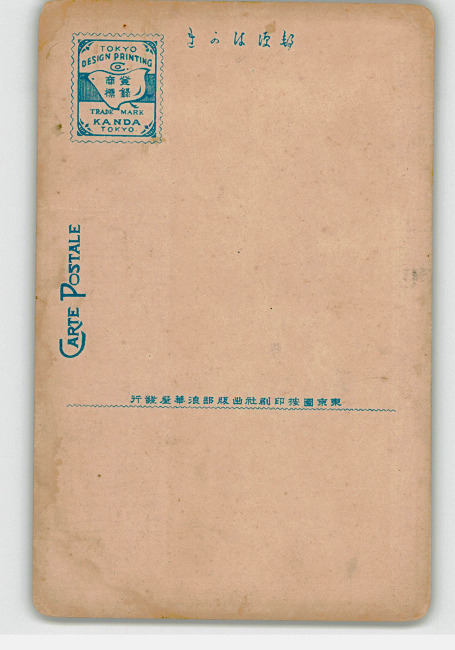 郵便はかき
TOKYO
DESIGN PRINTING
Co.
登録
商標
TRADE MARK
KANDA
TOKYO.
CARTE POSTALE
東京圖按印刷社出版部浪華屋發行